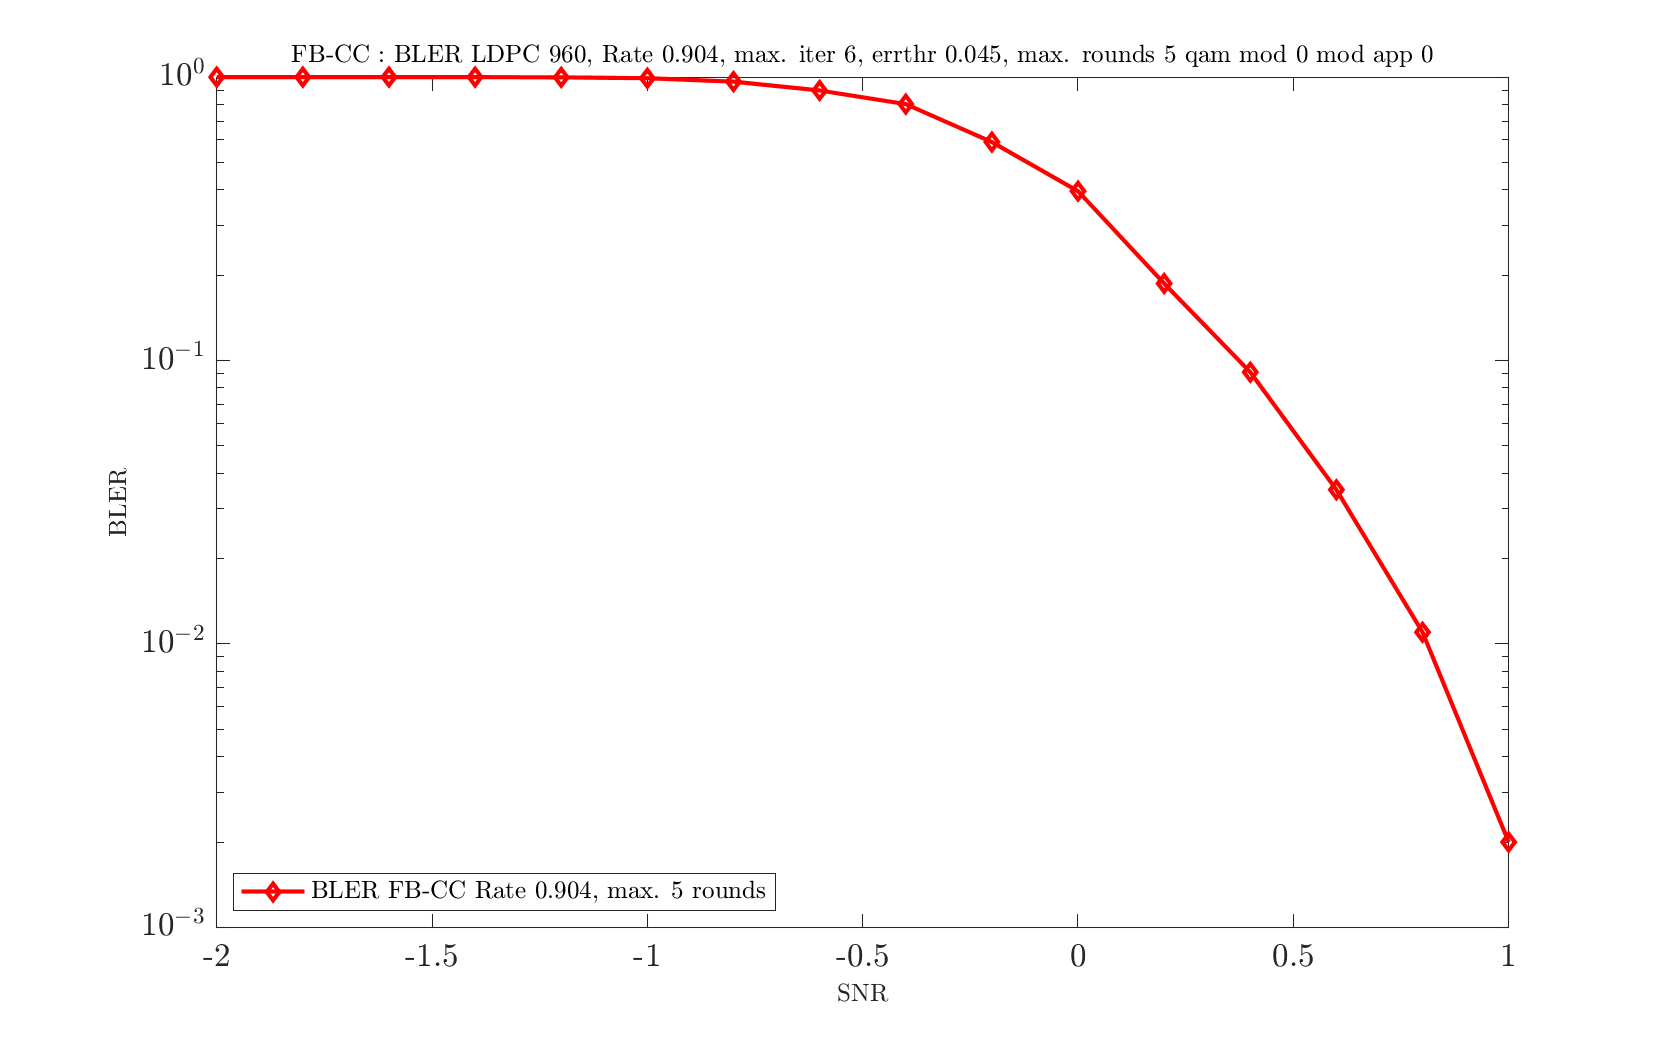 FB-CC : BLER LDPC 960, Rate 0.904, max. iter 6, errthr 0.045, max. rounds 5 qam mod 0 mod app 0
10⁰
10⁻¹
10⁻²
10⁻³
BLER
BLER FB-CC Rate 0.904, max. 5 rounds
-2 -1.5 -1 -0.5 0 0.5 1
SNR